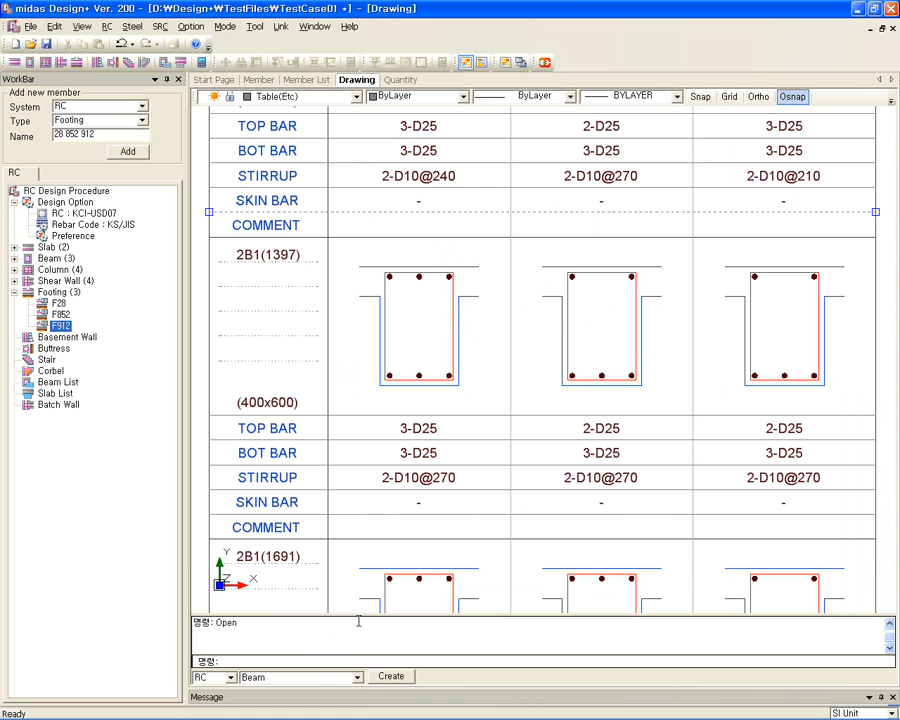 midas Design+ Ver. 200 - [D:\Design+\TestFiles\TestCase01 *] - [Drawing]
File Edit View RC Steel SRC Option Mode Tool Link Window Help
WorkBar
Start Page Member Member List Drawing Quantity
Add new member
System RC
Type Footing
Name 28 852 912
Add
Table(Etc) ByLayer ByLayer BYLAYER Snap Grid Ortho Osnap
RC
RC Design Procedure
Design Option
RC : KCI-USD07
Rebar Code : KS/JIS
Preference
Slab (2)
Beam (3)
Column (4)
Shear Wall (4)
Footing (3)
F28
F852
F912
Basement Wall
Buttress
Stair
Corbel
Beam List
Slab List
Batch Wall
TOP BAR 3-D25 2-D25 3-D25
BOT BAR 3-D25 3-D25 3-D25
STIRRUP 2-D10@240 2-D10@270 2-D10@210
SKIN BAR - - -
COMMENT
2B1(1397)
(400x600)
TOP BAR 3-D25 2-D25 2-D25
BOT BAR 3-D25 3-D25 3-D25
STIRRUP 2-D10@270 2-D10@270 2-D10@270
SKIN BAR - - -
COMMENT
2B1(1691)
Y
Z X
명령: Open
명령:
RC Beam Create
Message
Ready SI Unit